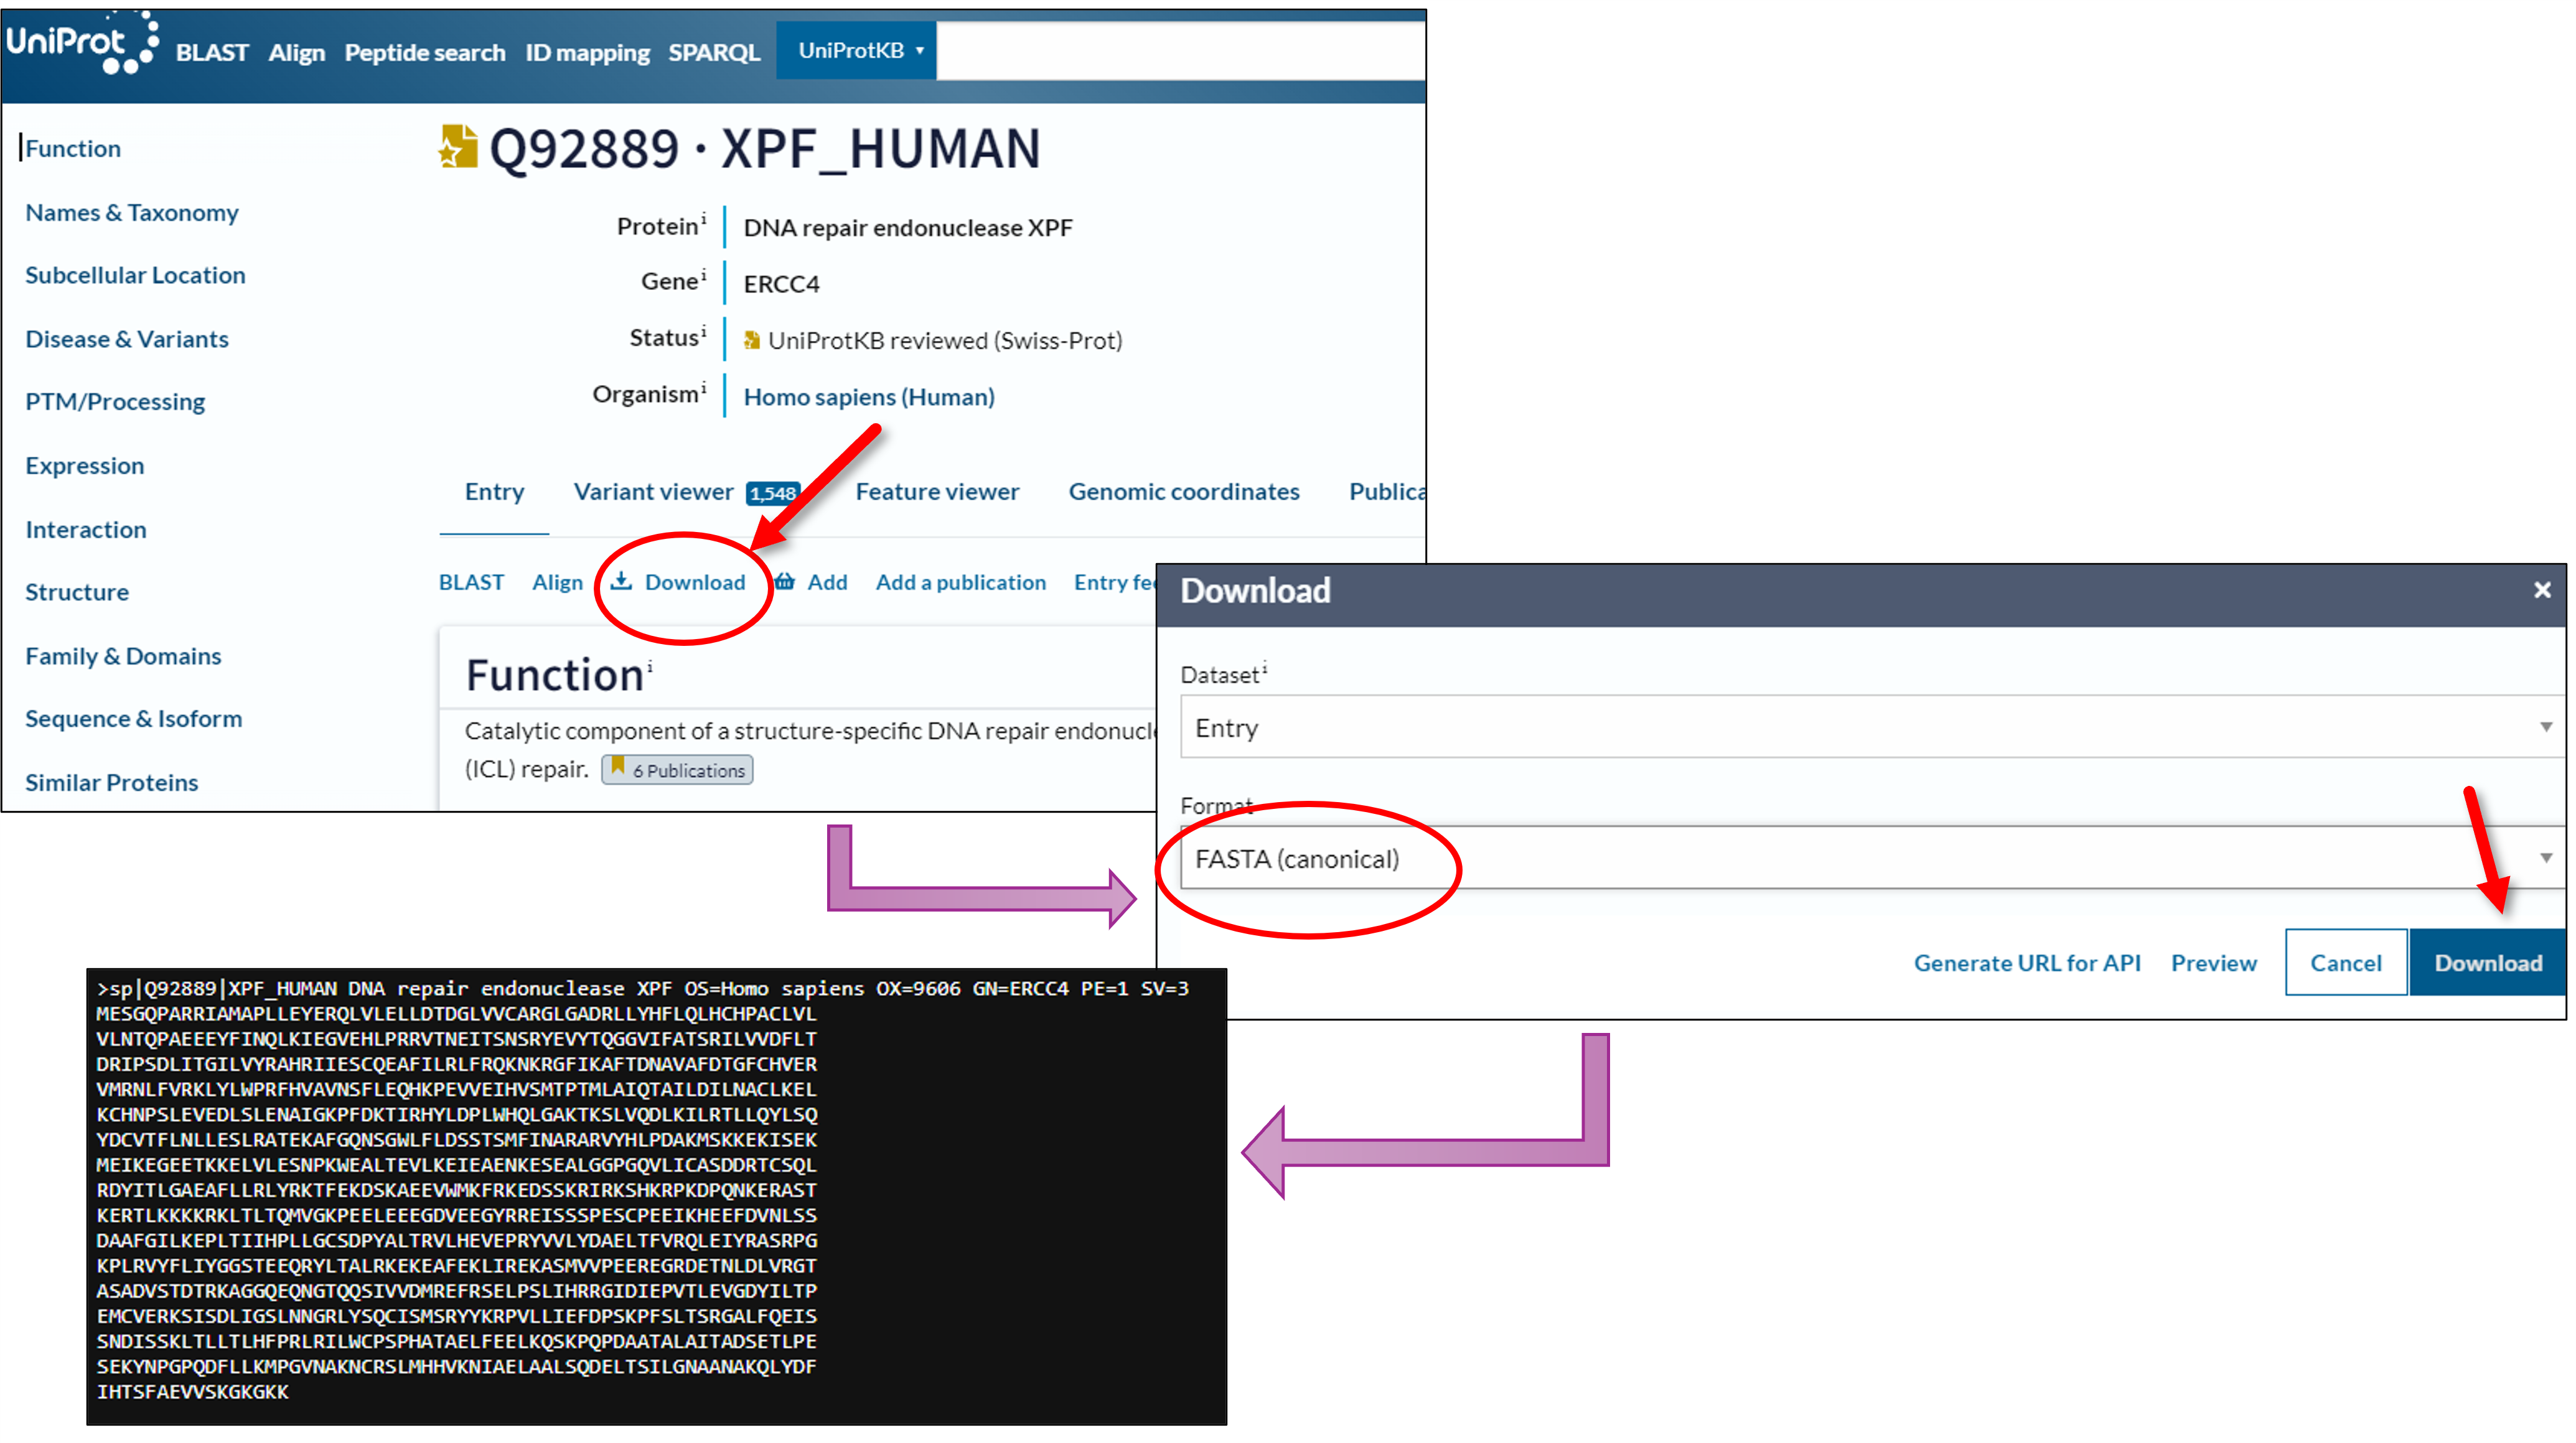 UniProt BLAST Align Peptide search ID mapping SPARQL UniProtKB
Function
Names & Taxonomy
Subcellular Location
Disease & Variants
PTM/Processing
Expression
Interaction
Structure
Family & Domains
Sequence & Isoform
Similar Proteins
Q92889 · XPF_HUMAN
Protein i DNA repair endonuclease XPF
Gene i ERCC4
Status i UniProtKB reviewed (Swiss-Prot)
Organism i Homo sapiens (Human)
Entry Variant viewer 1,548 Feature viewer Genomic coordinates Publica
BLAST Align Download Add Add a publication Entry fe
Function i
Catalytic component of a structure-specific DNA repair endonucl
(ICL) repair. 6 Publications
Download ×
Dataset i
Entry
Format
FASTA (canonical)
Generate URL for API Preview Cancel Download
>sp|Q92889|XPF_HUMAN DNA repair endonuclease XPF OS=Homo sapiens OX=9606 GN=ERCC4 PE=1 SV=3
MESGQPARRIAMAPLLEYERQLVLELLDTDGLVVCARGLGADRLLYHFLQLHCHPACLVL
VLNTQPAEEEYFINQLKIEGVEHLPRRVTNEITSNSRYEVYTQGGVIFATSRILVVDFLT
DRIPSDLITGILVYRAHRIIESCQEAFILRLFRQKNKRGFIKAFTDNAVAFDTGFCHVER
VMRNLFVRKLYLWPRFHVAVNSFLEQHKPEVVEIHVSMTPTMLAIQTAILDILNACLKEL
KCHNPSLEVEDLSLENAIGKPFDKTIRHYLDPLWHQLGAKTKSLVQDLKILRTLLQYLSQ
YDCVTFLNLLESLRATEKAFGQNSGWLFLDSSTSMFINARARVYHLPDAKMSKKEKISEK
MEIKEGEETKKELVLESNPKWEALTEVLKEIEAENKESEALGGPGQVLICASDDRTCSQL
RDYITLGAEAFLLRLYRKTFEKDSKAEEVWMKFRKEDSSKRIRKSHKRPKDPQNKERAST
KERTLKKKKRKLTLTQMVGKPEELEEEGDVEEGYRREISSSPESCPEEIKHEEFDVNLSS
DAAFGILKEPLTIIHPLLGCSDPYALTRVLHEVEPRYVVLYDAELTFVRQLEIYRASRPG
KPLRVYFLIYGGSTEEQRYLTALRKEKEAFEKLIREKASMVVPEEREGRDETNLDLVRGT
ASADVSTDTRKAGGQEQNGTQQSIVVDMREFRSELPSLIHRRGIDIEPVTLEVGDYILTP
EMCVERKSISDLIGSLNNGRLYSQCISMSRYYKRPVLLIEFDPSKPFSLTSRGALFQEIS
SNDISSKLTLLTLHFPRLRILWCPSPHATAELFEELKQSKPQPDAATALAITADSETLPE
SEKYNPGPQDFLLKMPGVNAKNCRSLMHHVKNIAELAALSQDELTSILGNAANAKQLYDF
IHTSFAEVVSKGKGKK